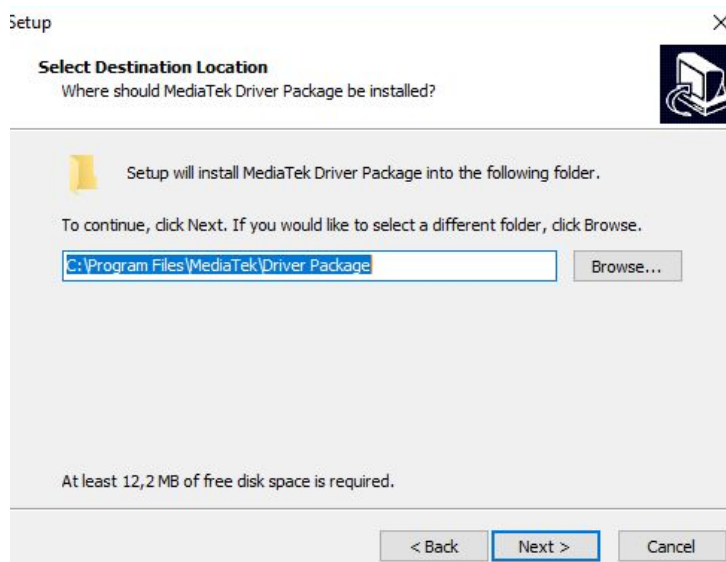 Setup
Select Destination Location
Where should MediaTek Driver Package be installed?
Setup will install MediaTek Driver Package into the following folder.
To continue, click Next. If you would like to select a different folder, click Browse.
C:\Program Files\MediaTek\Driver Package
Browse...
At least 12,2 MB of free disk space is required.
< Back
Next >
Cancel